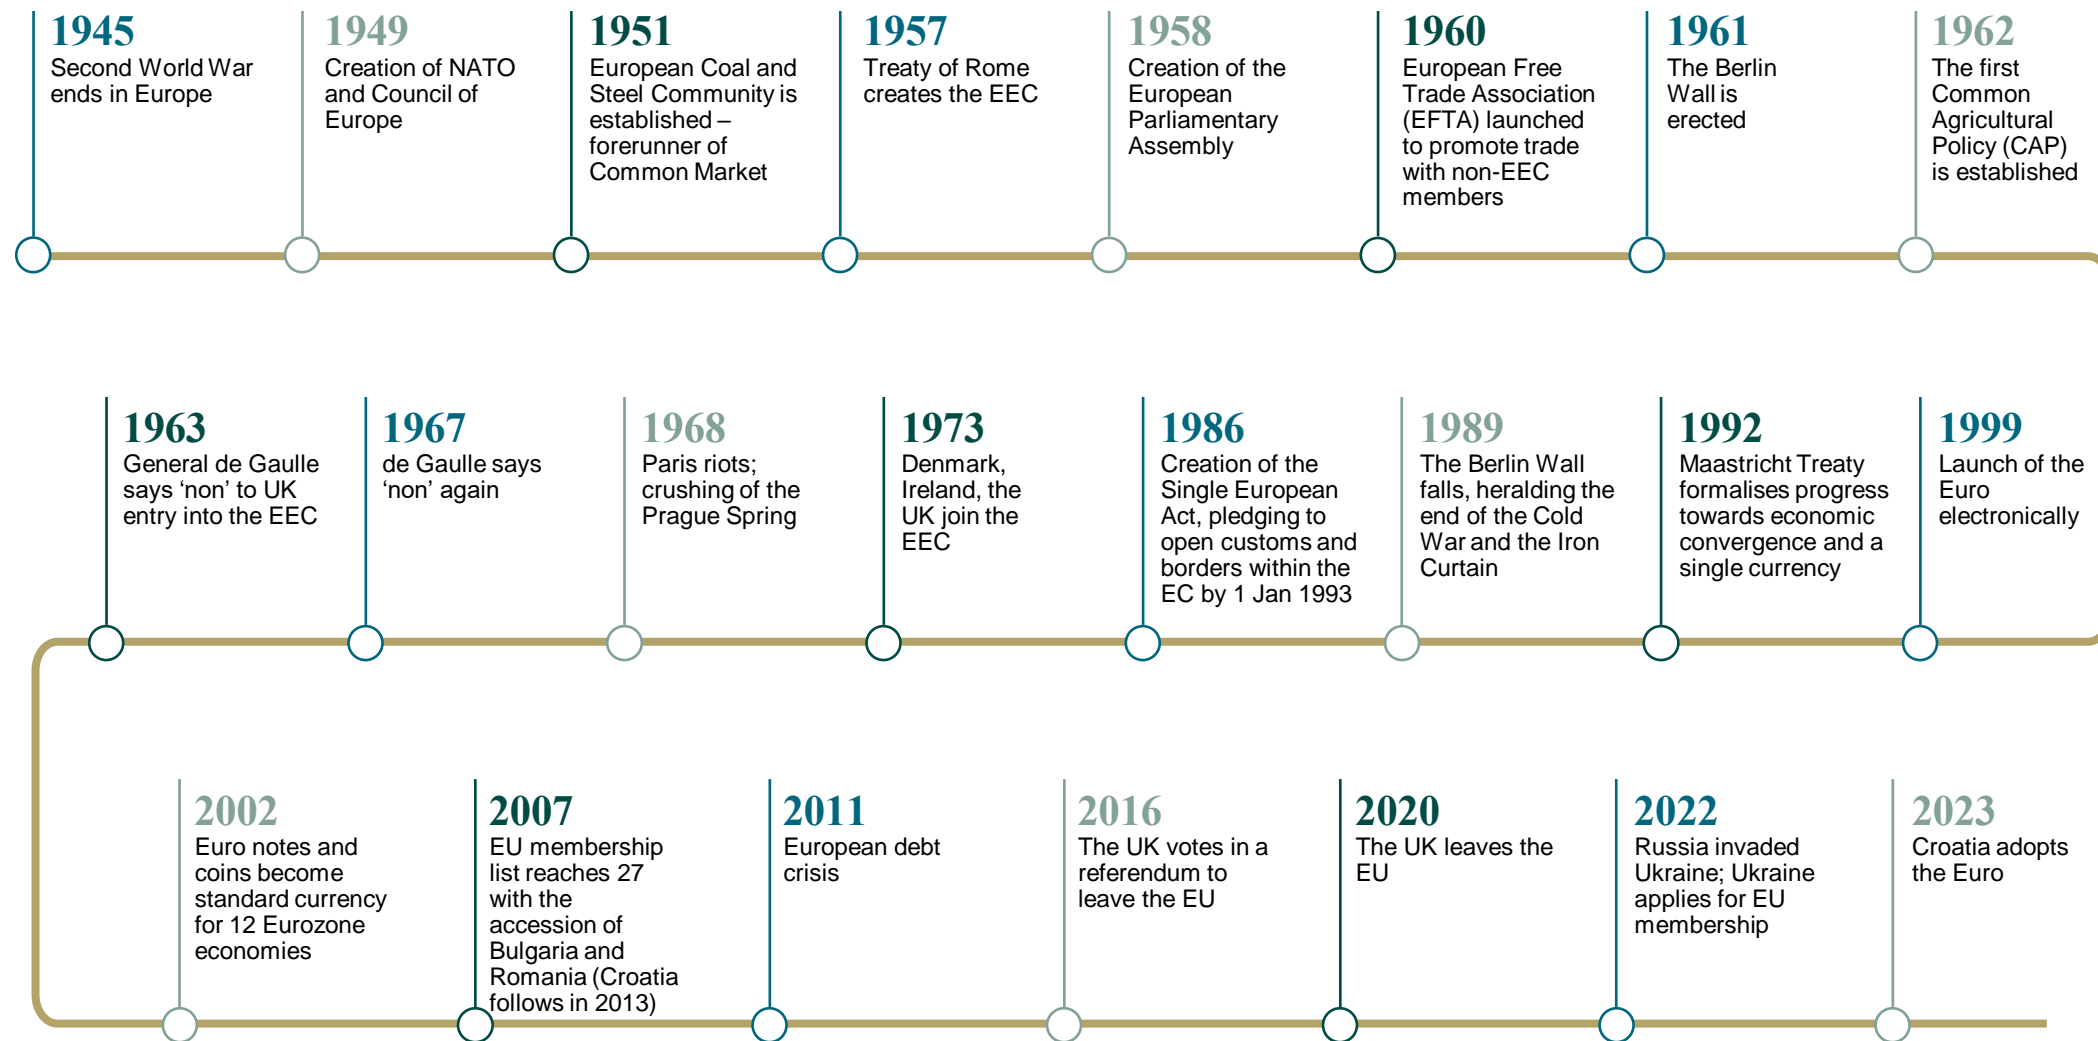 1945
Second World War
ends in Europe
1949
Creation of NATO
and Council of
Europe
1951
European Coal and
Steel Community is
established –
forerunner of
Common Market
1957
Treaty of Rome
creates the EEC
1958
Creation of the
European
Parliamentary
Assembly
1960
European Free
Trade Association
(EFTA) launched
to promote trade
with non-EEC
members
1961
The Berlin
Wall is
erected
1962
The first
Common
Agricultural
Policy (CAP)
is established
1963
General de Gaulle
says ‘non’ to UK
entry into the EEC
1967
de Gaulle says
‘non’ again
1968
Paris riots;
crushing of the
Prague Spring
1973
Denmark,
Ireland, the
UK join the
EEC
1986
Creation of the
Single European
Act, pledging to
open customs and
borders within the
EC by 1 Jan 1993
1989
The Berlin Wall
falls, heralding the
end of the Cold
War and the Iron
Curtain
1992
Maastricht Treaty
formalises progress
towards economic
convergence and a
single currency
1999
Launch of the
Euro
electronically
2002
Euro notes and
coins become
standard currency
for 12 Eurozone
economies
2007
EU membership
list reaches 27
with the
accession of
Bulgaria and
Romania (Croatia
follows in 2013)
2011
European debt
crisis
2016
The UK votes in a
referendum to
leave the EU
2020
The UK leaves the
EU
2022
Russia invaded
Ukraine; Ukraine
applies for EU
membership
2023
Croatia adopts
the Euro